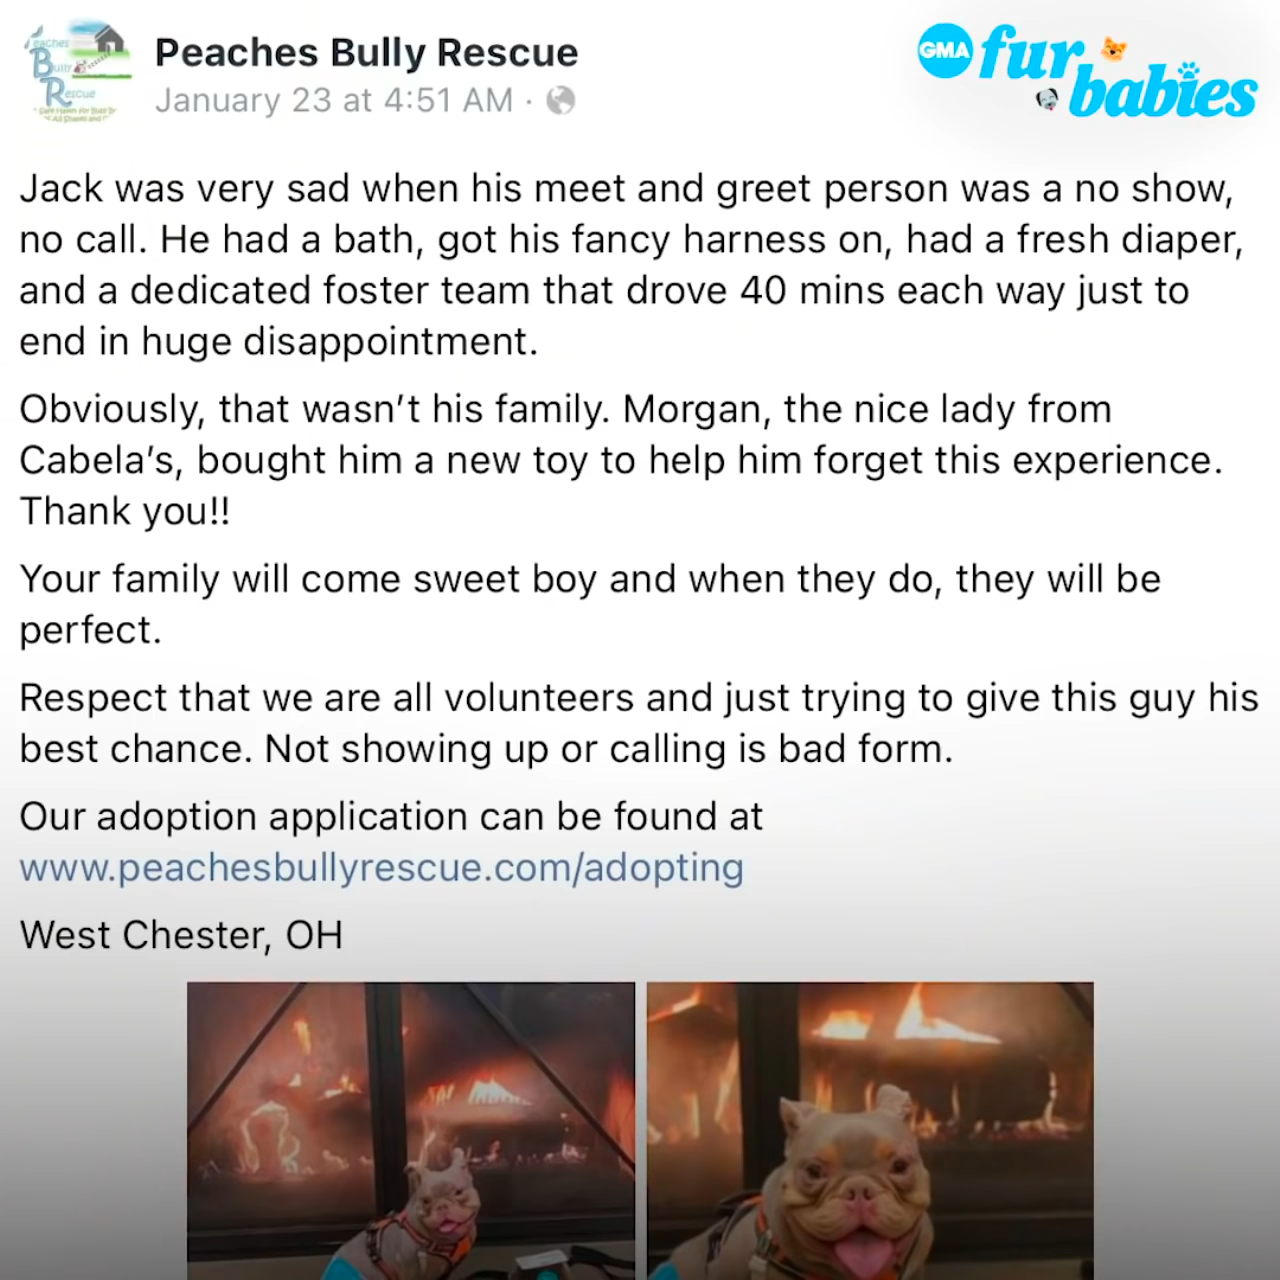 Peaches
Bully
Rescue
Peaches Bully Rescue
January 23 at 4:51 AM ·
GMA fur babies
Jack was very sad when his meet and greet person was a no show,
no call. He had a bath, got his fancy harness on, had a fresh diaper,
and a dedicated foster team that drove 40 mins each way just to
end in huge disappointment.
Obviously, that wasn’t his family. Morgan, the nice lady from
Cabela’s, bought him a new toy to help him forget this experience.
Thank you!!
Your family will come sweet boy and when they do, they will be
perfect.
Respect that we are all volunteers and just trying to give this guy his
best chance. Not showing up or calling is bad form.
Our adoption application can be found at
www.peachesbullyrescue.com/adopting
West Chester, OH